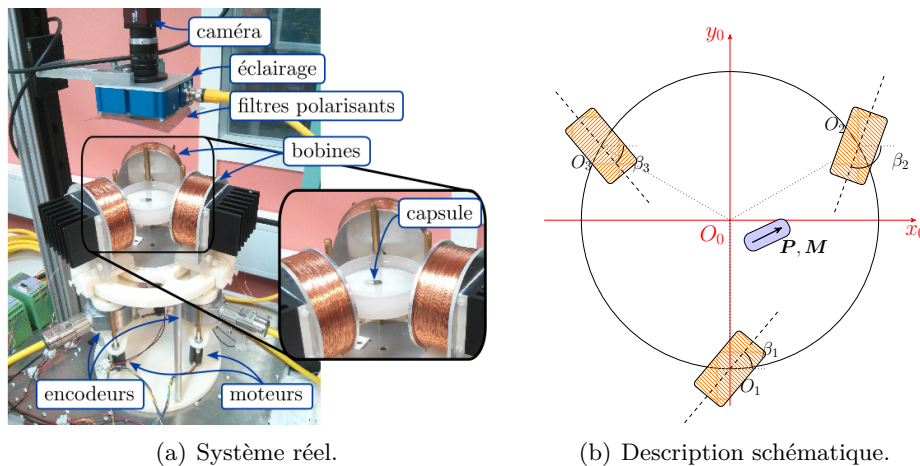 caméra
éclairage
filtres polarisants
bobines
capsule
encodeurs
moteurs
(a) Système réel.
y₀
O₂
β₂
O₃
β₃
O₀
x₀
P, M
β₁
O₁
(b) Description schématique.